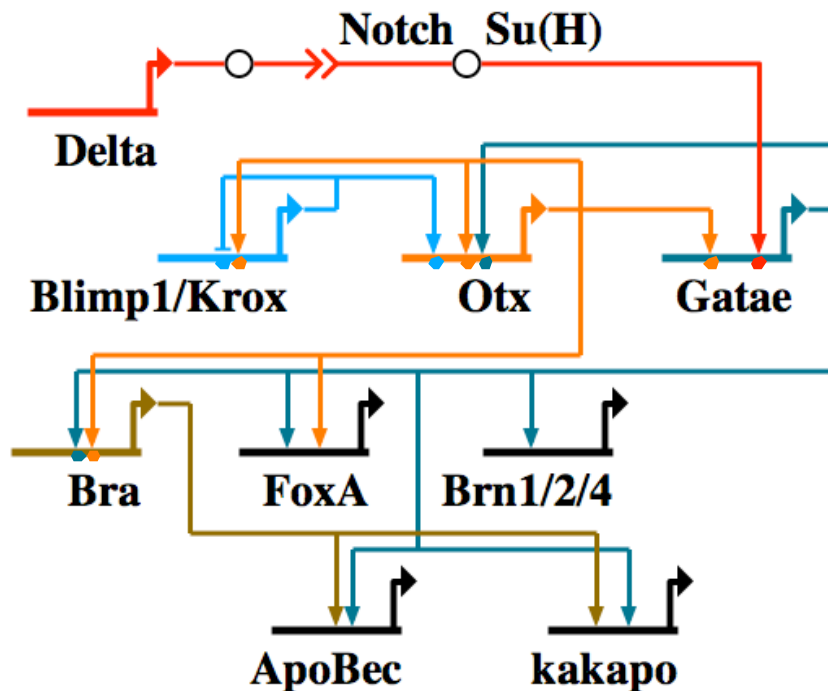 Notch Su(H)
Delta
Blimp1/Krox Otx Gatae
Bra FoxA Brn1/2/4
ApoBec kakapo